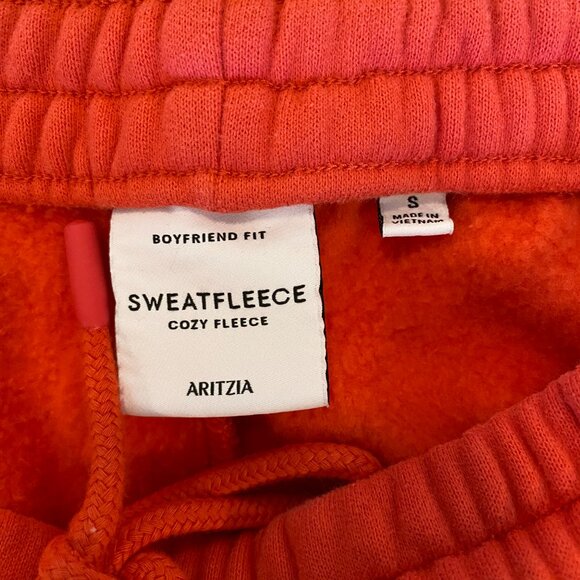 BOYFRIEND FIT
SWEATFLEECE
COZY FLEECE
ARITZIA
S
MADE IN
VIETNAM